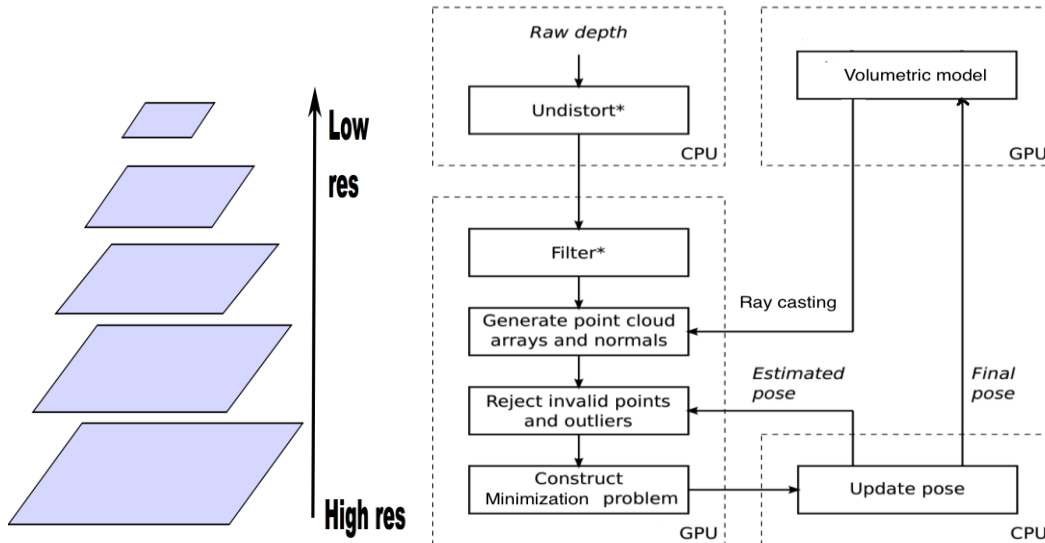 Low
res
High res
Raw depth
Undistort*
CPU
Filter*
Generate point cloud
arrays and normals
Reject invalid points
and outliers
Construct
Minimization problem
GPU
Volumetric model
GPU
Ray casting
Estimated
pose
Final
pose
Update pose
CPU